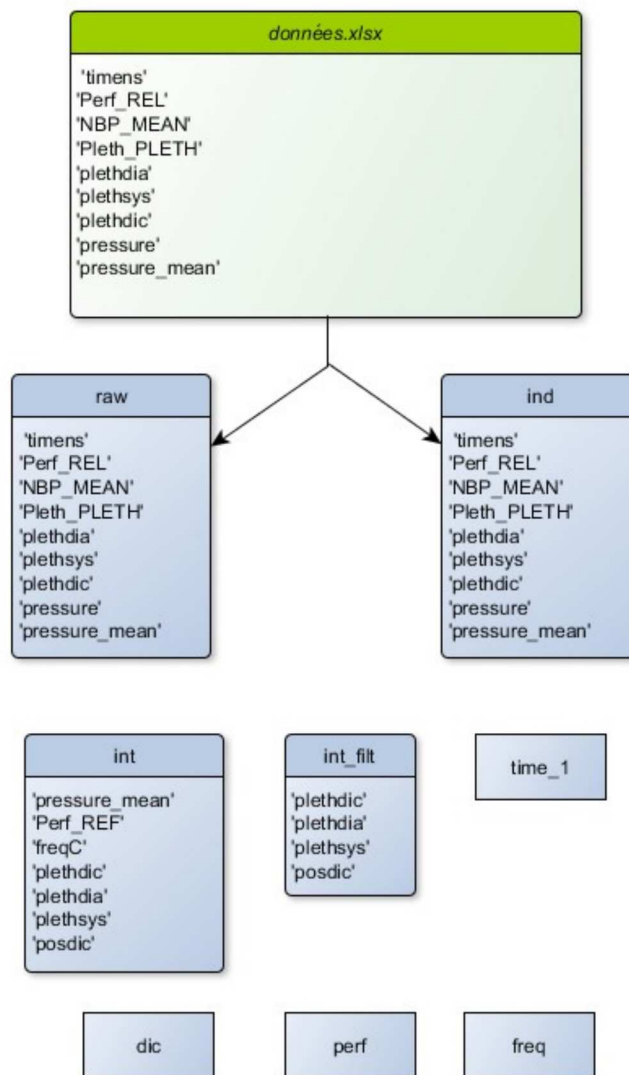 données.xlsx
'timens'
'Perf_REL'
'NBP_MEAN'
'Pleth_PLETH'
'plethdia'
'plethsys'
'plethdic'
'pressure'
'pressure_mean'
raw
'timens'
'Perf_REL'
'NBP_MEAN'
'Pleth_PLETH'
'plethdia'
'plethsys'
'plethdic'
'pressure'
'pressure_mean'
ind
'timens'
'Perf_REL'
'NBP_MEAN'
'Pleth_PLETH'
'plethdia'
'plethsys'
'plethdic'
'pressure'
'pressure_mean'
int
'pressure_mean'
'Perf_REF'
'freqC'
'plethdic'
'plethdia'
'plethsys'
'posdic'
int_filt
'plethdic'
'plethdia'
'plethsys'
'posdic'
time_1
dic
perf
freq